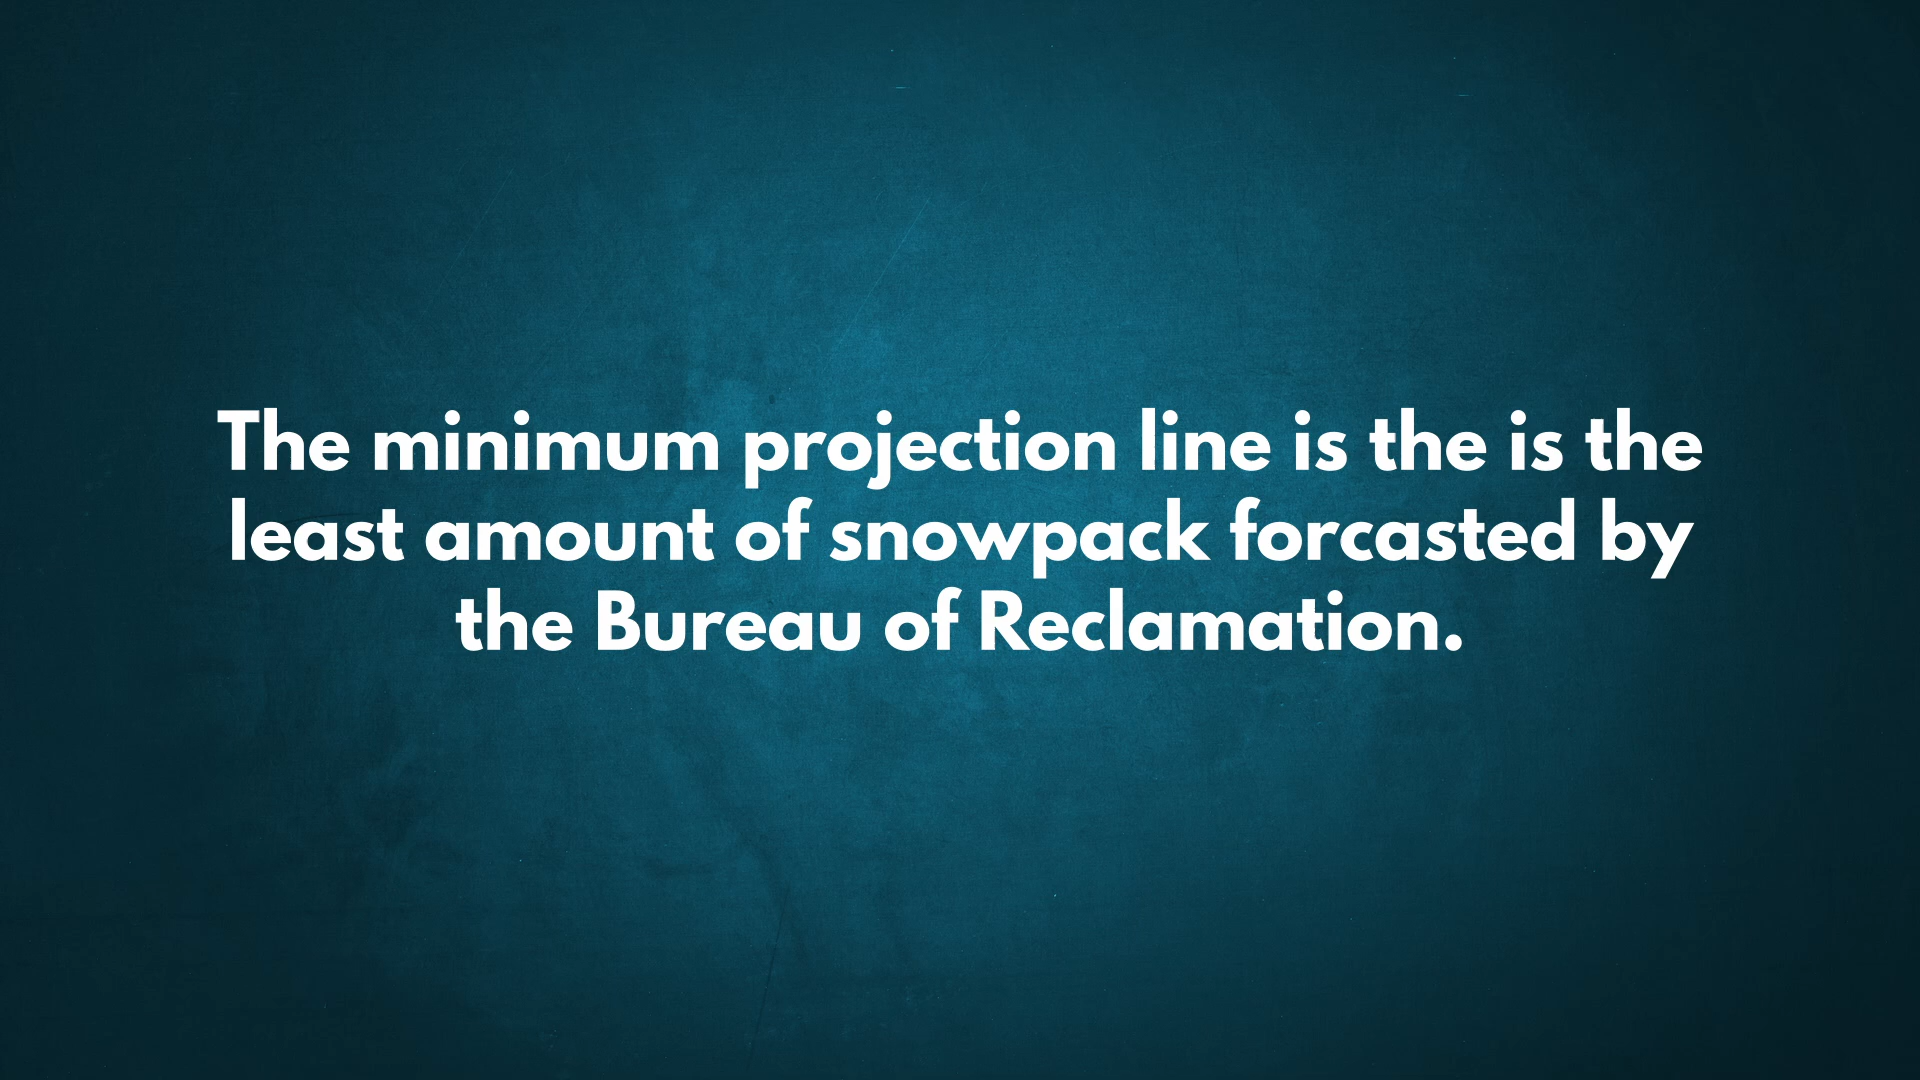 The minimum projection line is the is the
least amount of snowpack forcasted by
the Bureau of Reclamation.